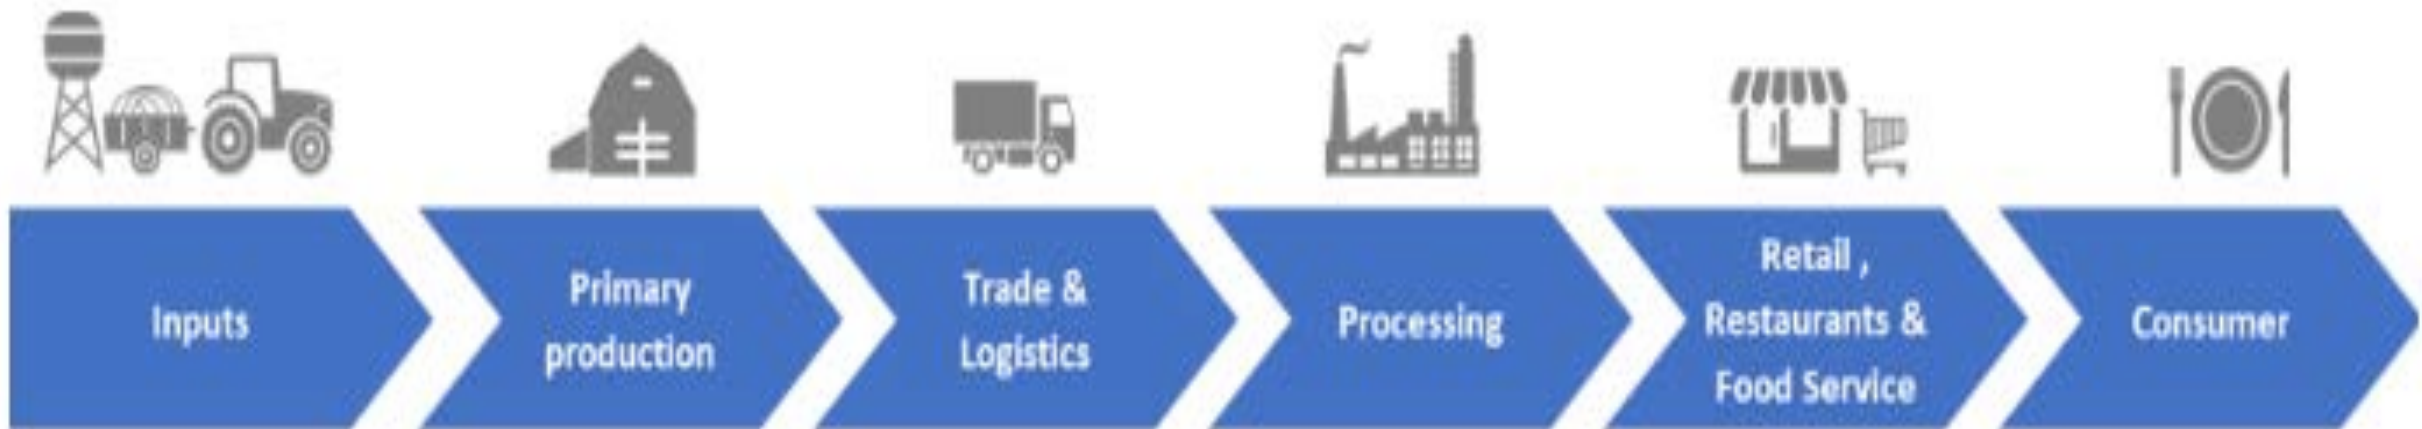 Inputs
Primary
production
Trade &
Logistics
Processing
Retail ,
Restaurants &
Food Service
Consumer